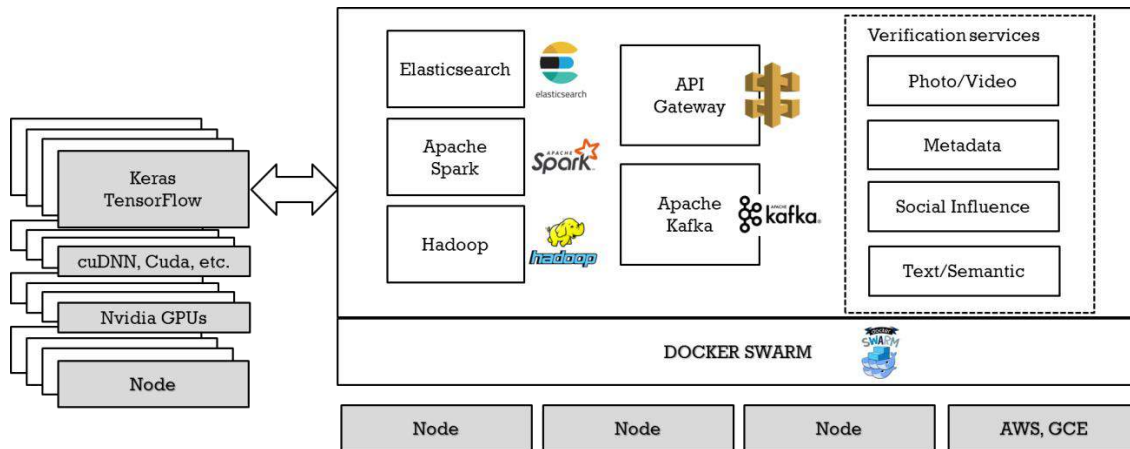 Keras
TensorFlow
cuDNN, Cuda, etc.
Nvidia GPUs
Node
Elasticsearch
elasticsearch
Apache
Spark
APACHE
Spark
Hadoop
hadoop
API
Gateway
Apache
Kafka
APACHE
kafka
Verification services
Photo/Video
Metadata
Social Influence
Text/Semantic
DOCKER SWARM
DOCKER
SWARM
Node
Node
Node
AWS, GCE